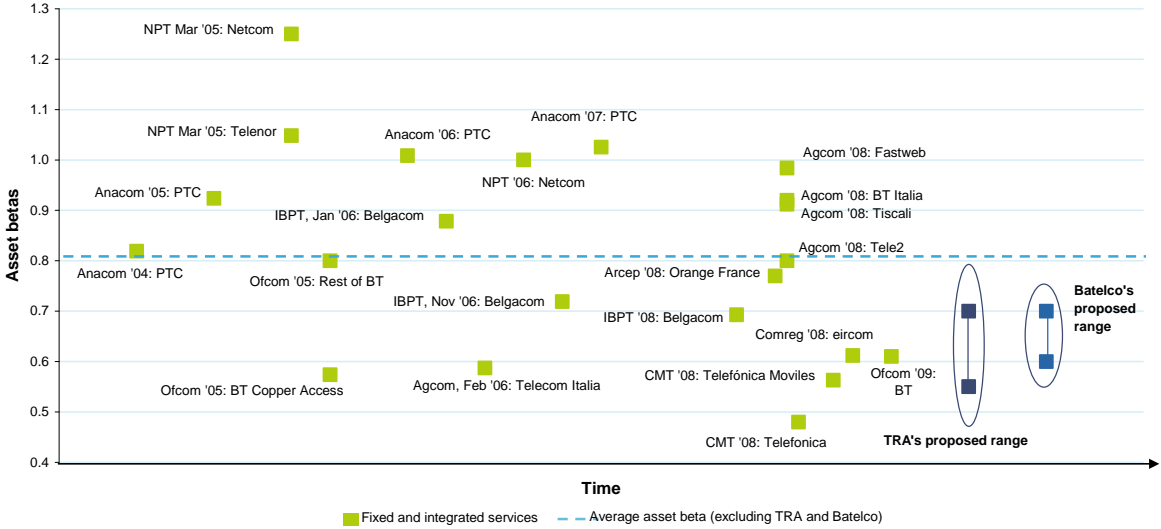 1.3
NPT Mar '05: Netcom
1.2
1.1
Anacom '07: PTC
NPT Mar '05: Telenor
Anacom '06: PTC
Agcom '08: Fastweb
1.0
NPT '06: Netcom
Anacom '05: PTC
Agcom '08: BT Italia
0.9
IBPT, Jan '06: Belgacom
Agcom '08: Tiscali
Asset betas
Agcom '08: Tele2
0.8
Anacom '04: PTC
Ofcom '05: Rest of BT
Arcep '08: Orange France
Batelco's
proposed
range
IBPT, Nov '06: Belgacom
0.7
IBPT '08: Belgacom
Comreg '08: eircom
0.6
Ofcom '05: BT Copper Access
Agcom, Feb '06: Telecom Italia
CMT '08: Telefónica Moviles
Ofcom '09:
BT
0.5
CMT '08: Telefonica
TRA's proposed range
0.4
Time
Fixed and integrated services
Average asset beta (excluding TRA and Batelco)